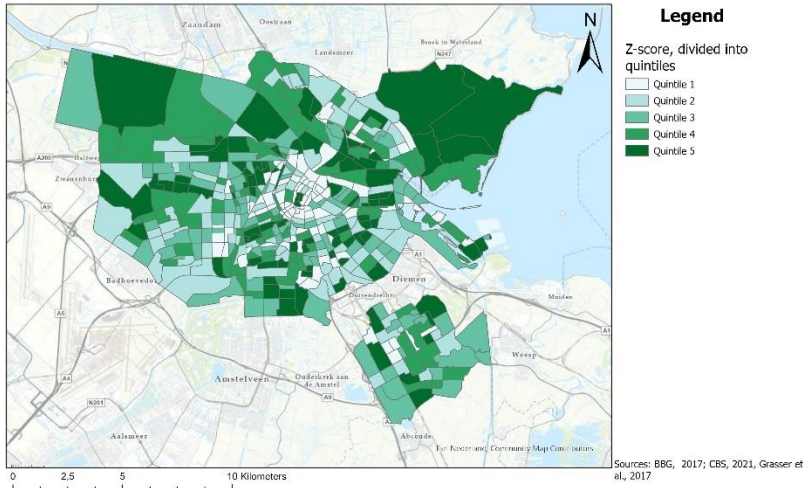 Zaandam
Oostzaan
Landsmeer
Broek in Waterland
N247
N
A200
Halfweg
Zwanenburg
A9
Badhoevedorp
A1
Diemen
Duivendrecht
Muiden
A1
A5
Weesp
Amstelveen
Ouderkerk aan
de Amstel
A4
A9
N201
Aalsmeer
Abcoude
Esri Nederland, Community Map Contributors
0 2,5 5 10 Kilometers
Legend
Z-score, divided into
quintiles
Quintile 1
Quintile 2
Quintile 3
Quintile 4
Quintile 5
Sources: BBG, 2017; CBS, 2021, Grasser et
al., 2017